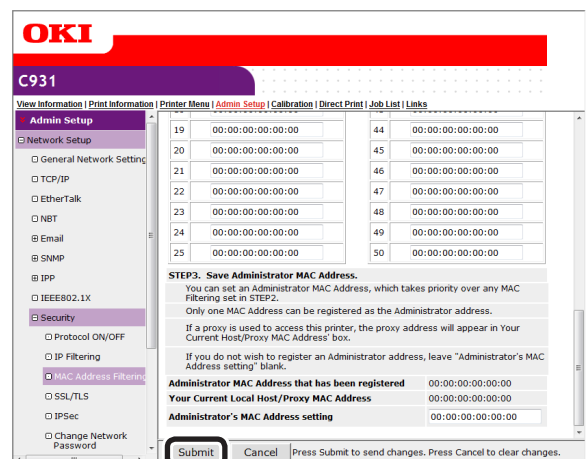 OKI
C931
View Information | Print Information | Printer Menu | Admin Setup | Calibration | Direct Print | Job List | Links
Admin Setup
Network Setup
General Network Setting
TCP/IP
EtherTalk
NBT
Email
SNMP
IPP
IEEE802.1X
Security
Protocol ON/OFF
IP Filtering
MAC Address Filtering
SSL/TLS
IPSec
Change Network
Password
19 00:00:00:00:00:00 44 00:00:00:00:00:00
20 00:00:00:00:00:00 45 00:00:00:00:00:00
21 00:00:00:00:00:00 46 00:00:00:00:00:00
22 00:00:00:00:00:00 47 00:00:00:00:00:00
23 00:00:00:00:00:00 48 00:00:00:00:00:00
24 00:00:00:00:00:00 49 00:00:00:00:00:00
25 00:00:00:00:00:00 50 00:00:00:00:00:00
STEP3. Save Administrator MAC Address.
You can set an Administrator MAC Address, which takes priority over any MAC
Filtering set in STEP2.
Only one MAC Address can be registered as the Administrator address.
If a proxy is used to access this printer, the proxy address will appear in Your
Current Host/Proxy MAC Address' box.
If you do not wish to register an Administrator address, leave "Administrator's MAC
Address setting" blank.
Administrator MAC Address that has been registered 00:00:00:00:00:00
Your Current Local Host/Proxy MAC Address 00:00:00:00:00:00
Administrator's MAC Address setting 00:00:00:00:00:00
Submit Cancel Press Submit to send changes. Press Cancel to clear changes.